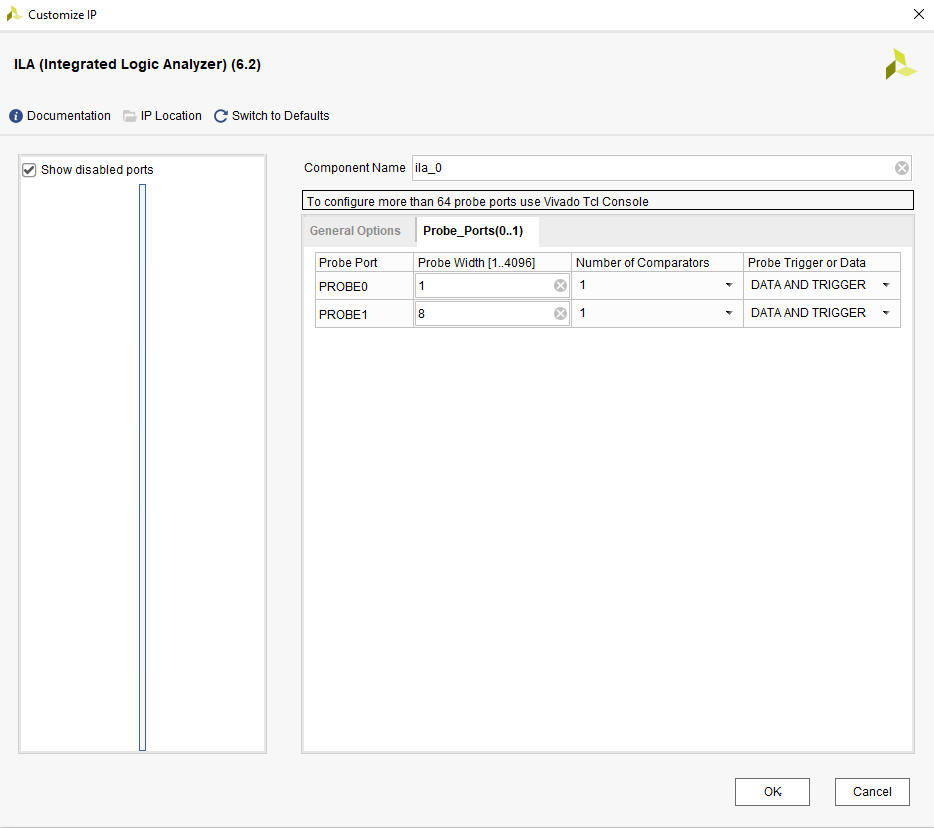 Customize IP
ILA (Integrated Logic Analyzer) (6.2)
Documentation IP Location Switch to Defaults
Show disabled ports
Component Name ila_0
To configure more than 64 probe ports use Vivado Tcl Console
General Options Probe_Ports(0..1)
Probe Port Probe Width [1..4096] Number of Comparators Probe Trigger or Data
PROBE0 1 1 DATA AND TRIGGER
PROBE1 8 1 DATA AND TRIGGER
OK Cancel